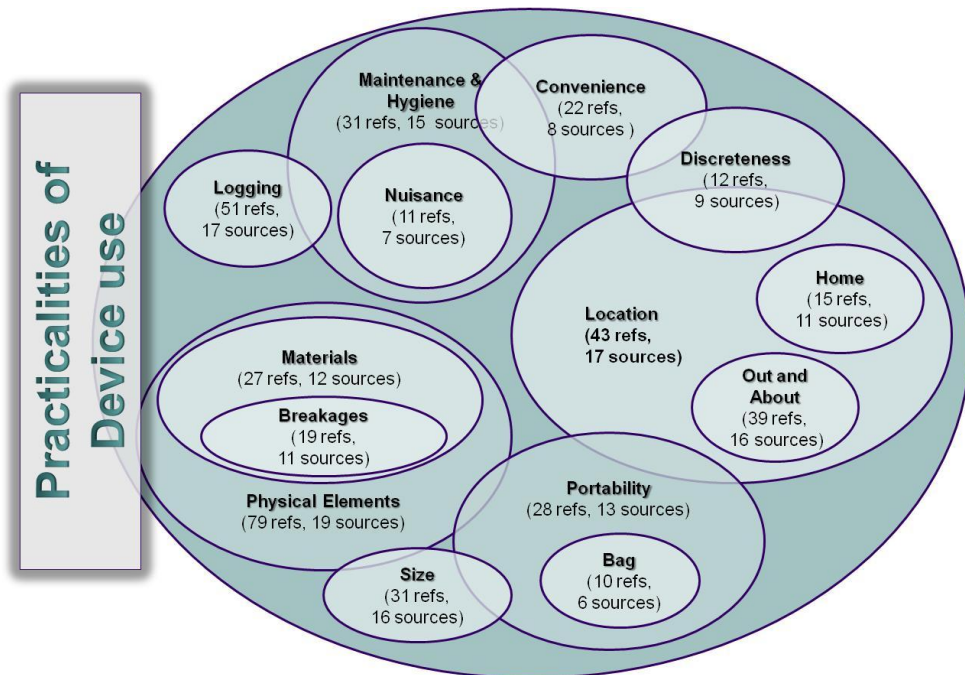 Practicalities of
Device use
Maintenance &
Hygiene
(31 refs, 15 sources)
Convenience
(22 refs,
8 sources )
Discreteness
(12 refs,
9 sources)
Logging
(51 refs,
17 sources)
Nuisance
(11 refs,
7 sources)
Home
(15 refs,
11 sources)
Location
(43 refs,
17 sources)
Out and
About
(39 refs,
16 sources)
Materials
(27 refs, 12 sources)
Breakages
(19 refs,
11 sources)
Physical Elements
(79 refs, 19 sources)
Portability
(28 refs, 13 sources)
Size
(31 refs,
16 sources)
Bag
(10 refs,
6 sources)